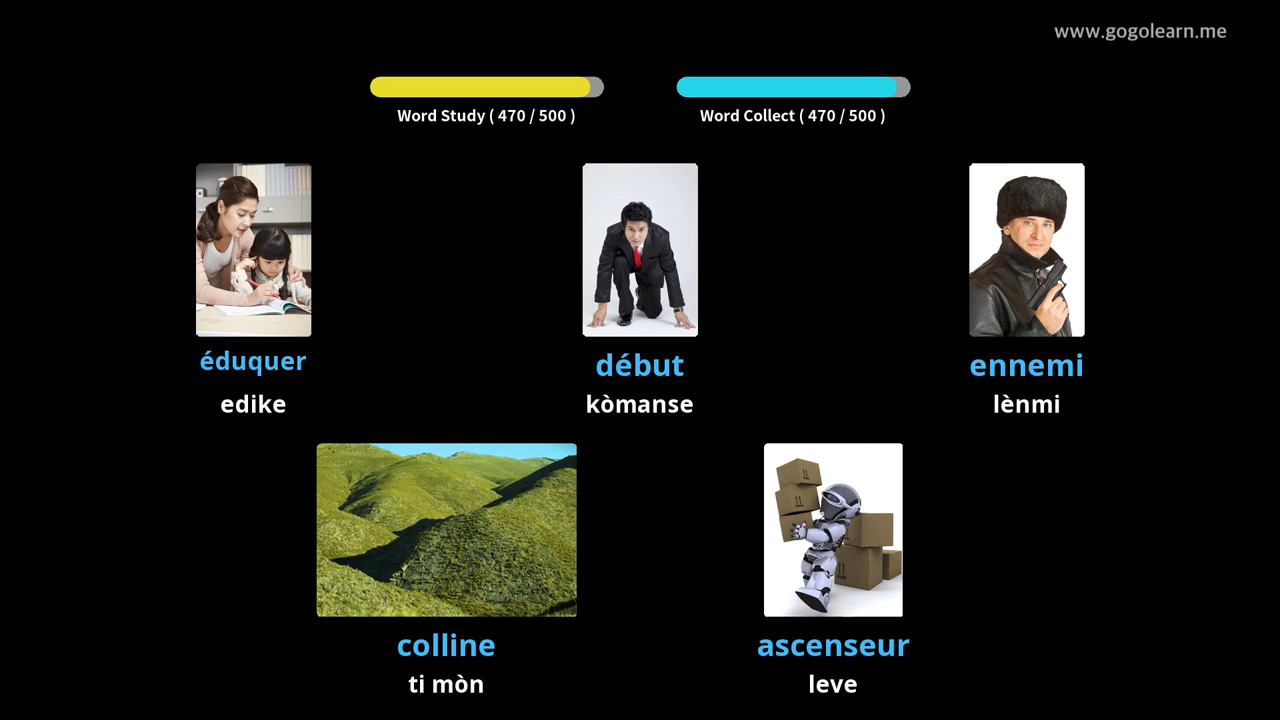 www.gogolearn.me
Word Study ( 470 / 500 )
Word Collect ( 470 / 500 )
éduquer
edike
début
kòmanse
ennemi
lènmi
colline
ti mòn
ascenseur
leve